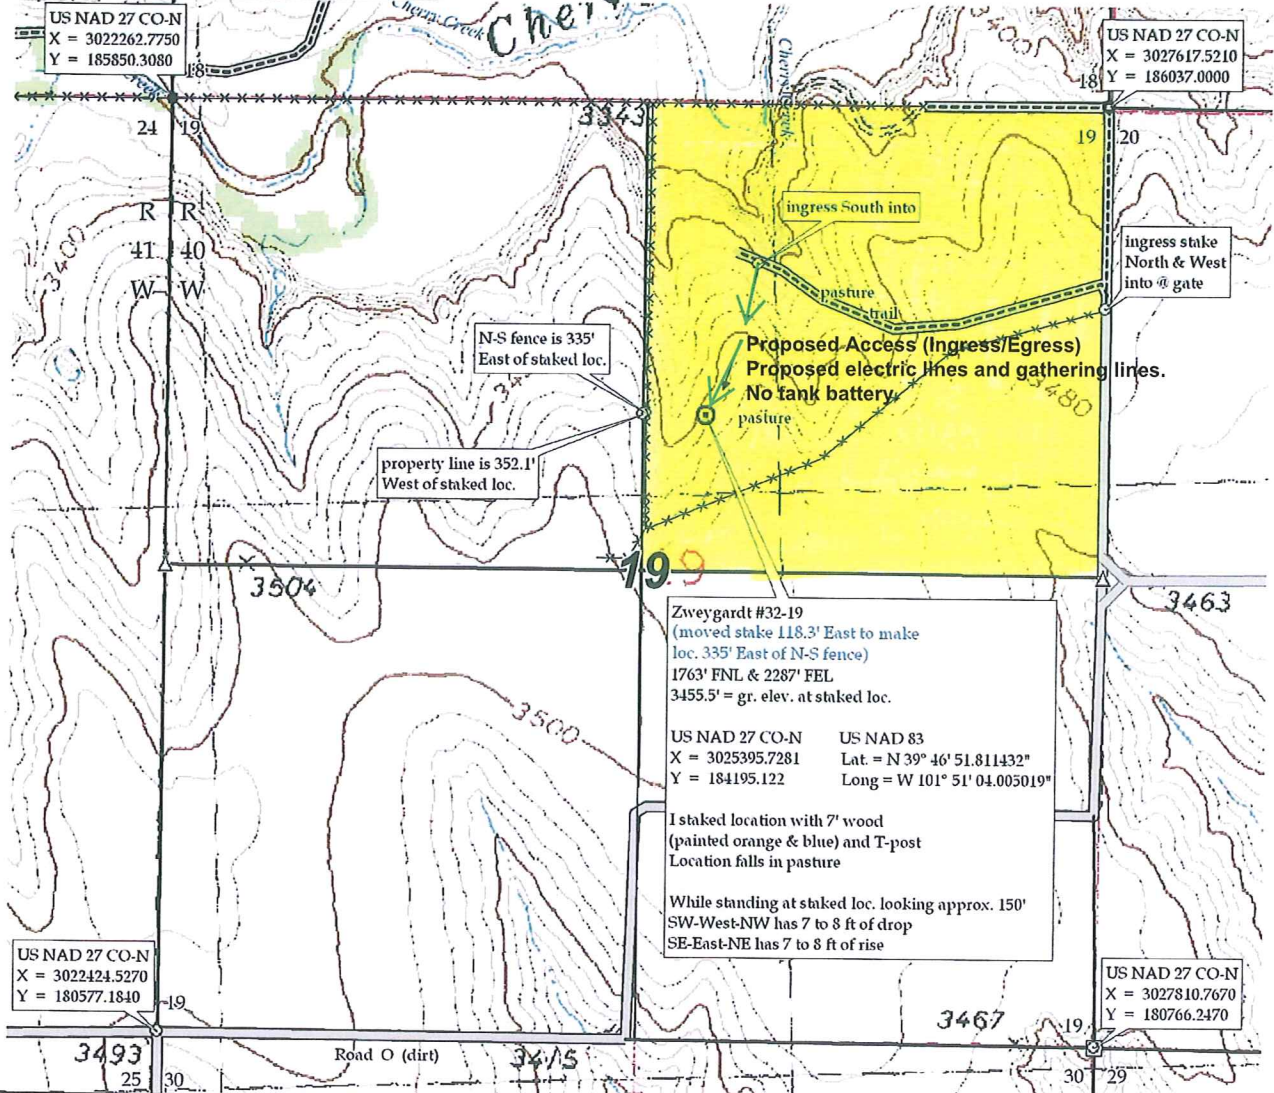 US NAD 27 CO-N
X = 3022262.7750
Y = 185850.3080
Cherry Creek
Cher
Cherry Creek
Creek
3400
US NAD 27 CO-N
X = 3027617.5210
Y = 186037.0000
18
18
24
19
3343
19
20
R
R
41
40
W
W
3400
ingress South into
ingress stake
North & West
into @ gate
pasture
trail
N-S fence is 335'
East of staked loc.
Proposed Access (Ingress/Egress)
Proposed electric lines and gathering lines.
No tank battery.
3480
pasture
property line is 352.1'
West of staked loc.
19
9
3504
3463
Zweygardt #32-19
(moved stake 118.3' East to make
loc. 335' East of N-S fence)
1763' FNL & 2287' FEL
3455.5' = gr. elev. at staked loc.
US NAD 27 CO-N
X = 3025395.7281
Y = 184195.122
US NAD 83
Lat. = N 39° 46' 51.811432"
Long = W 101° 51' 04.005019"
3500
I staked location with 7' wood
(painted orange & blue) and T-post
Location falls in pasture
While standing at staked loc. looking approx. 150'
SW-West-NW has 7 to 8 ft of drop
SE-East-NE has 7 to 8 ft of rise
US NAD 27 CO-N
X = 3022424.5270
Y = 180577.1840
19
US NAD 27 CO-N
X = 3027810.7670
Y = 180766.2470
3467
19
3493
Road O (dirt)
3475
25
30
30
29